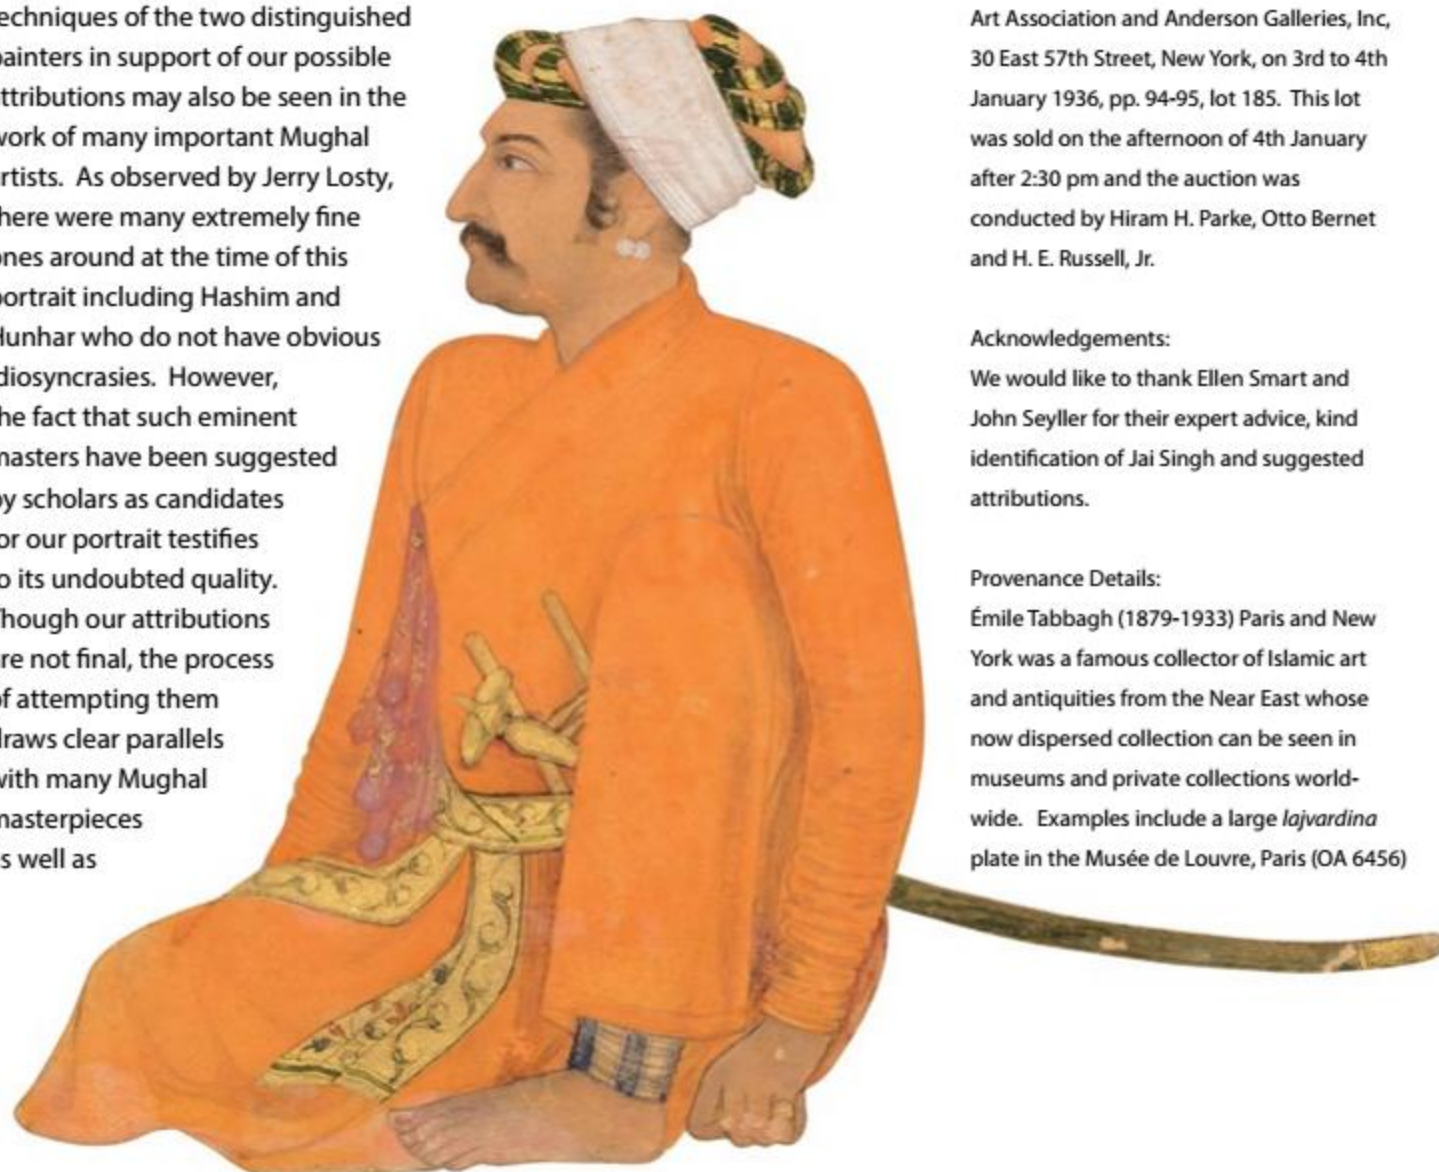 echniques of the two distinguished
painters in support of our possible
ttributions may also be seen in the
work of many important Mughal
rtists. As observed by Jerry Losty,
there were many extremely fine
ones around at the time of this
portrait including Hashim and
Hunhar who do not have obvious
diosyncrasies. However,
the fact that such eminent
masters have been suggested
by scholars as candidates
or our portrait testifies
to its undoubted quality.
Though our attributions
re not final, the process
of attempting them
draws clear parallels
with many Mughal
masterpieces
s well as
Art Association and Anderson Galleries, Inc,
30 East 57th Street, New York, on 3rd to 4th
January 1936, pp. 94-95, lot 185. This lot
was sold on the afternoon of 4th January
after 2:30 pm and the auction was
conducted by Hiram H. Parke, Otto Bernet
and H. E. Russell, Jr.
Acknowledgements:
We would like to thank Ellen Smart and
John Seyller for their expert advice, kind
identification of Jai Singh and suggested
attributions.
Provenance Details:
Émile Tabbagh (1879-1933) Paris and New
York was a famous collector of Islamic art
and antiquities from the Near East whose
now dispersed collection can be seen in
museums and private collections world-
wide. Examples include a large lajvardina
plate in the Musée de Louvre, Paris (OA 6456)